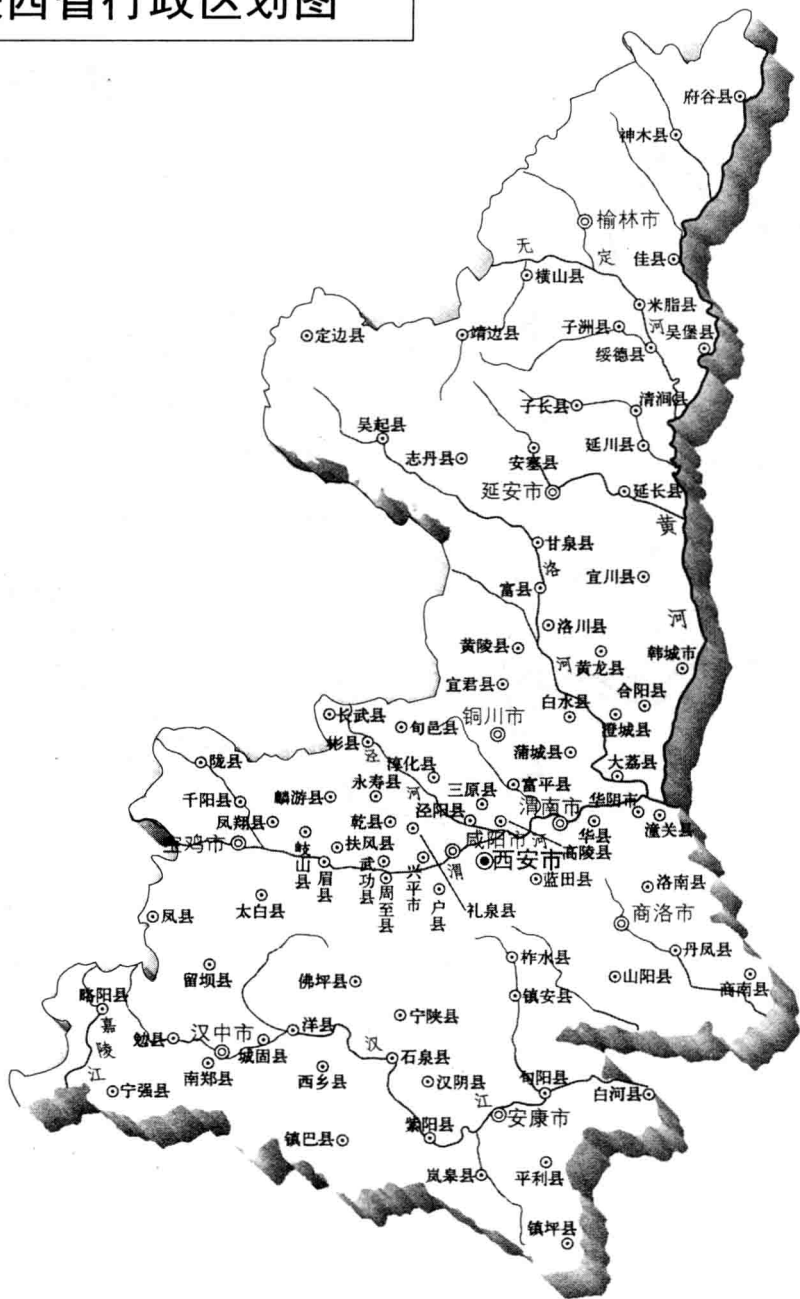 西省行政区划图
府谷县
神木县
榆林市
无
定
佳县
横山县
米脂县
河
子洲县
吴堡县
定边县
靖边县
绥德县
子长县
清涧县
吴起县
延川县
志丹县
安塞县
延安市
延长县
黄
甘泉县
洛
宜川县
富县
河
洛川县
黄陵县
河
黄龙县
韩城市
宜君县
合阳县
白水县
长武县
旬邑县
铜川市
澄城县
彬县
泾
蒲城县
陇县
淳化县
大荔县
永寿县
河
三原县
富平县
千阳县
麟游县
泾阳县
渭南市
华阴市
凤翔县
乾县
咸阳市
河
华县
潼关县
宝鸡市
岐山县
扶风县
高陵县
眉县
武功县
兴平市
渭
西安市
周至县
户县
蓝田县
洛南县
太白县
礼泉县
凤县
商洛市
柞水县
丹凤县
留坝县
佛坪县
山阳县
商南县
略阳县
镇安县
宁陕县
嘉陵江
勉县
汉中市
洋县
汉
城固县
石泉县
南郑县
西乡县
汉阴县
旬阳县
宁强县
江
白河县
安康市
紫阳县
镇巴县
岚皋县
平利县
镇坪县